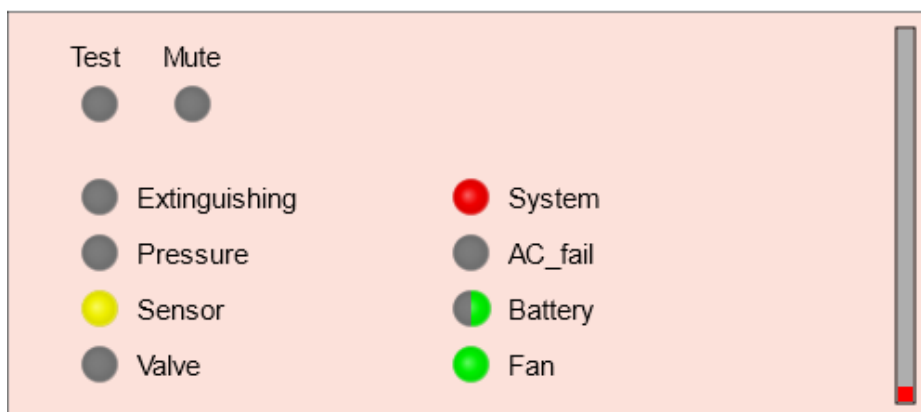 Test Mute
Extinguishing System
Pressure AC_fail
Sensor Battery
Valve Fan